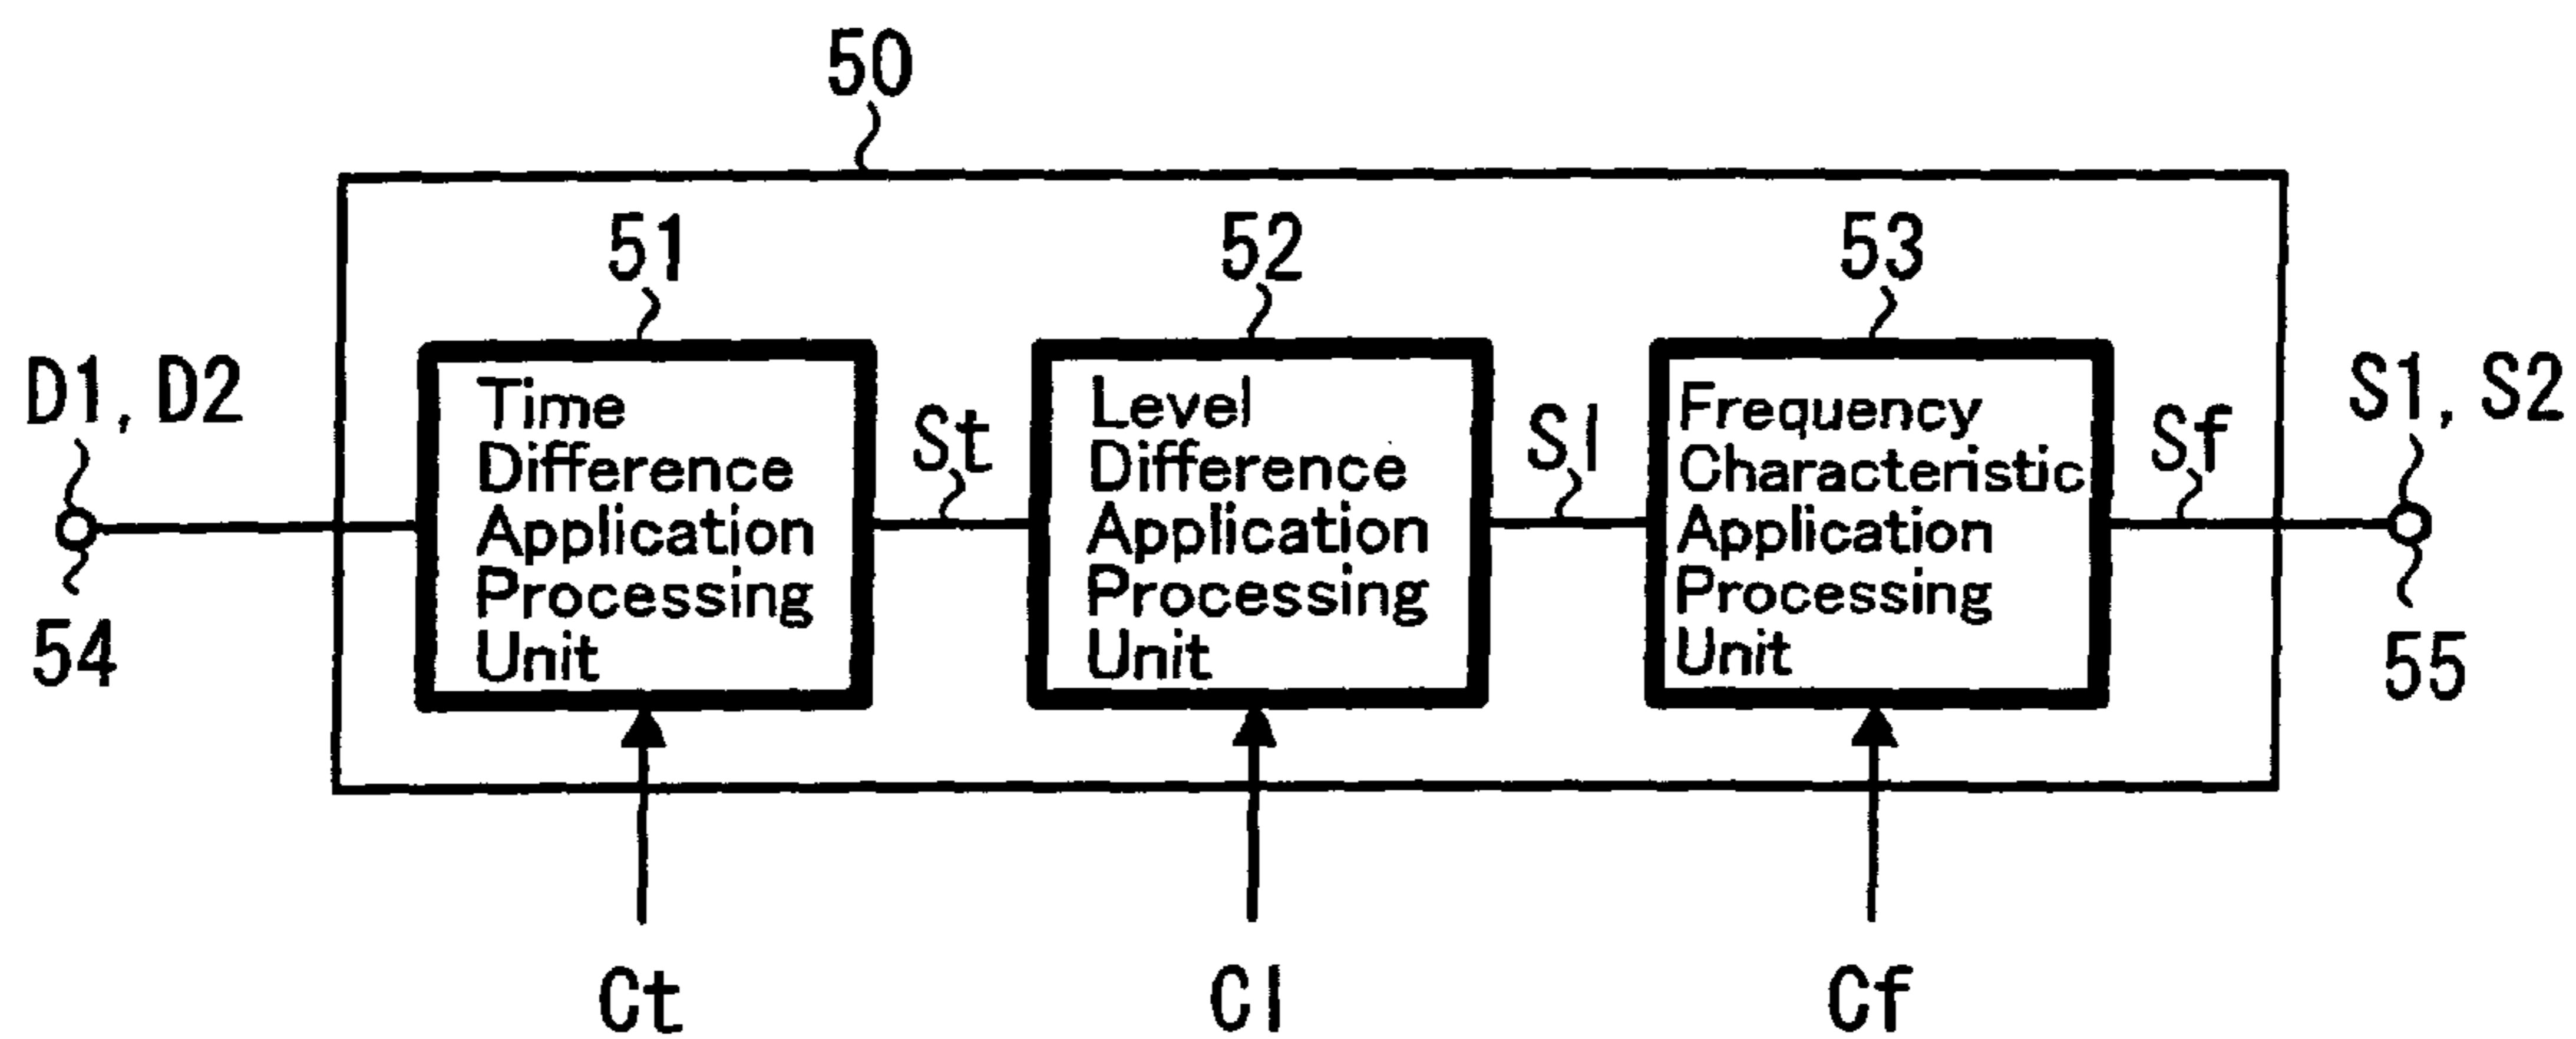 50
51
52
53
D1, D2
S1, S2
Time
Difference
Application
Processing
Unit
St
Level
Difference
Application
Processing
Unit
Sl
Frequency
Characteristic
Application
Processing
Unit
Sf
54
55
Ct
Cl
Cf